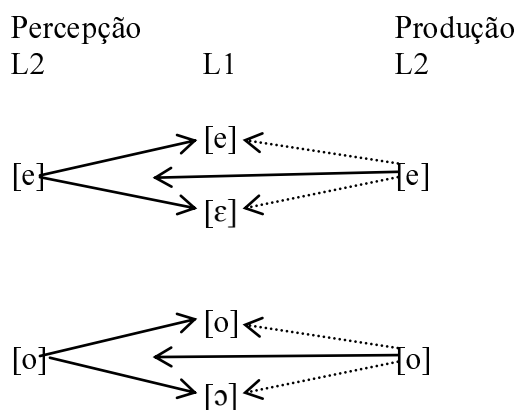 Percepção Produção
L2 L1 L2
[e]
[e] [e]
[ɛ]
[o]
[o] [o]
[ɔ]